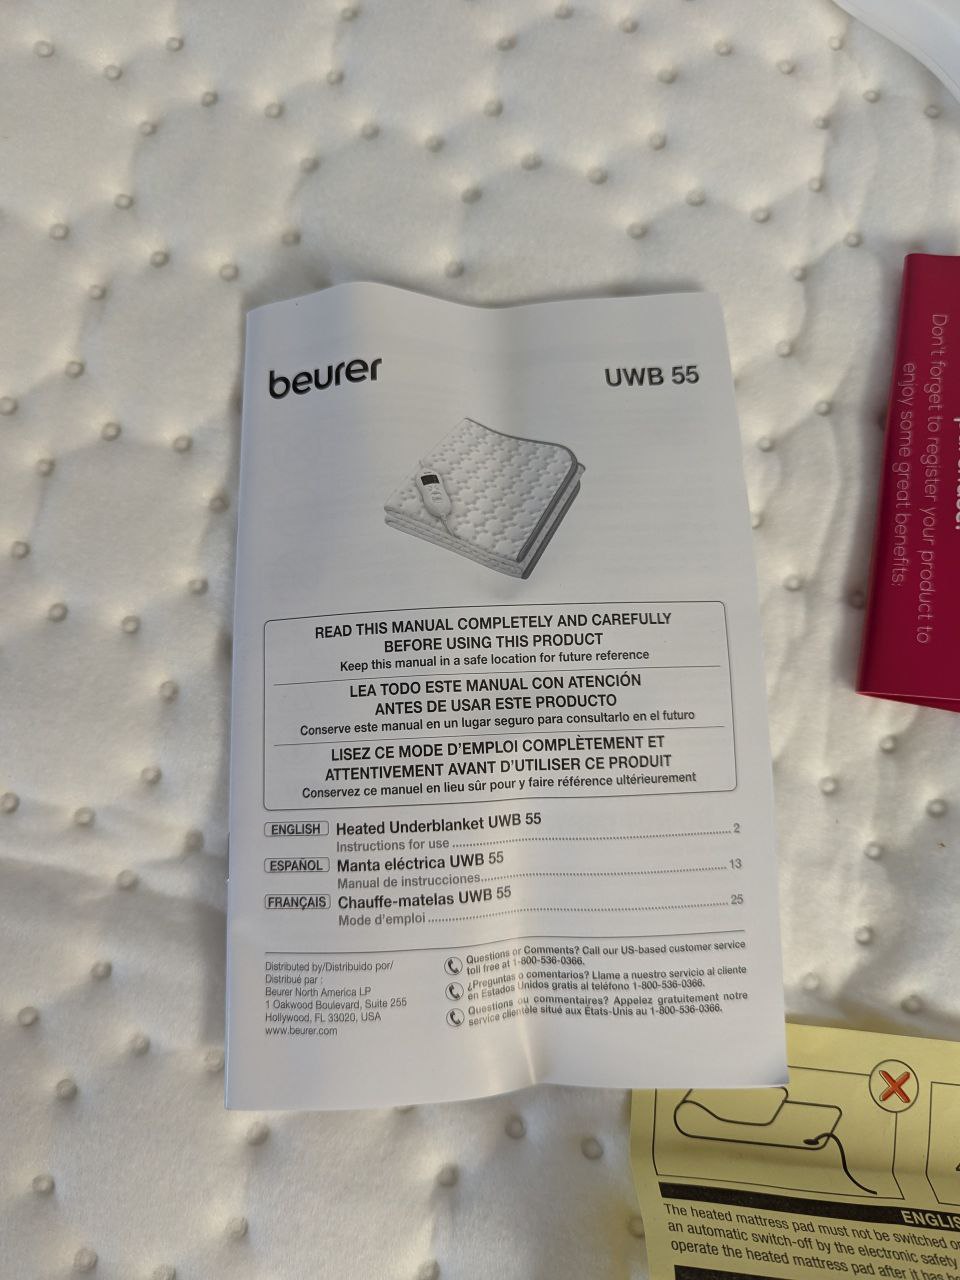 beurer
UWB 55
READ THIS MANUAL COMPLETELY AND CAREFULLY
BEFORE USING THIS PRODUCT
Keep this manual in a safe location for future reference
LEA TODO ESTE MANUAL CON ATENCIÓN
ANTES DE USAR ESTE PRODUCTO
Conserve este manual en un lugar seguro para consultarlo en el futuro
LISEZ CE MODE D'EMPLOI COMPLÈTEMENT ET
ATTENTIVEMENT AVANT D'UTILISER CE PRODUIT
Conservez ce manuel en lieu sûr pour y faire référence ultérieurement
ENGLISH Heated Underblanket UWB 55
Instructions for use ........ 2
ESPAÑOL Manta eléctrica UWB 55
Manual de instrucciones ........ 13
FRANÇAIS Chauffe-matelas UWB 55
Mode d'emploi ........ 25
Distributed by/Distribuido por/
Distribué par :
Beurer North America LP
1 Oakwood Boulevard, Suite 255
Hollywood, FL 33020, USA
www.beurer.com
Questions or Comments? Call our US-based customer service
toll free at 1-800-536-0366.
¿Preguntas o comentarios? Llame a nuestro servicio al cliente
en Estados Unidos gratis al teléfono 1-800-536-0366.
Questions ou commentaires? Appelez gratuitement notre
service clientèle situé aux États-Unis au 1-800-536-0366.
Don't forget to register your product to
enjoy some great benefits:
The heated mattress pad must not be switched
an automatic switch-off by the electronic safety
operate the heated mattress pad after it has